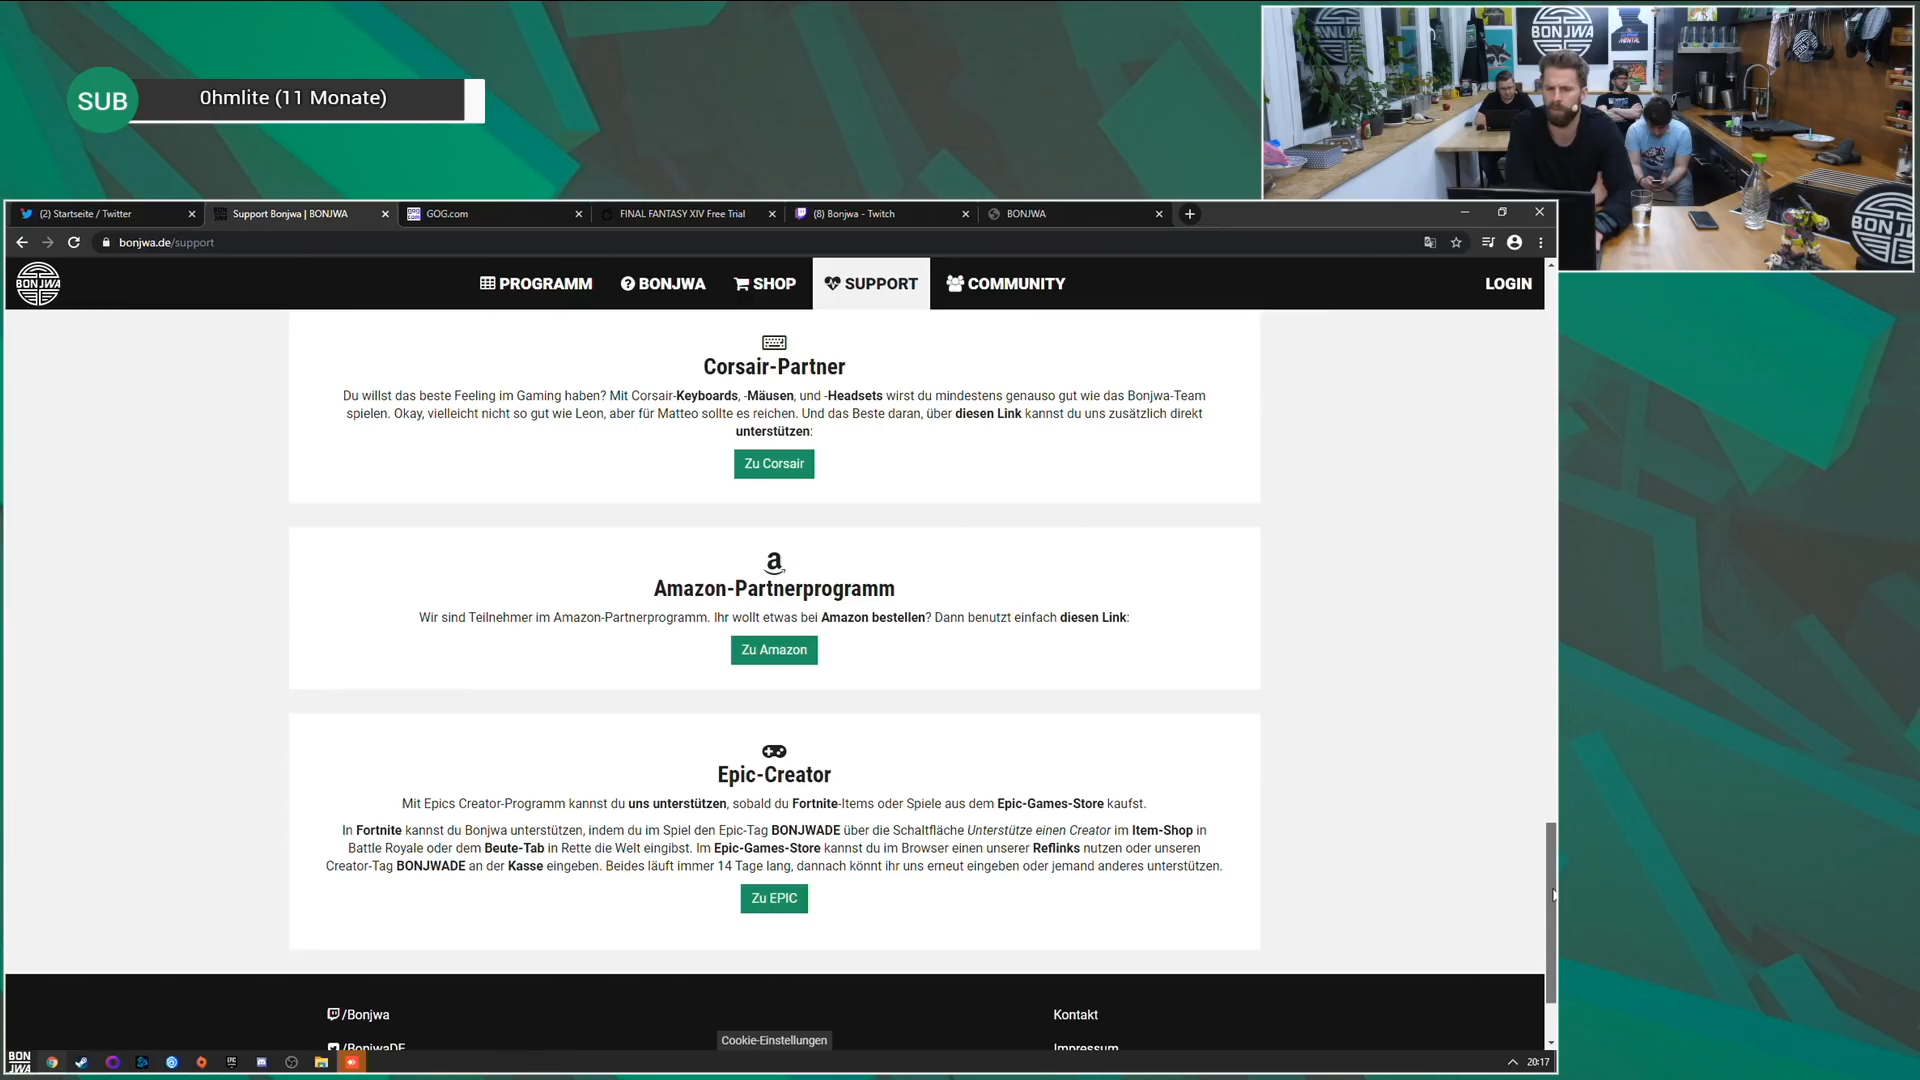 SUB
0hmlite (11 Monate)
BONJWA
(2) Startseite / Twitter
Support Bonjwa | BONJWA
GOG.com
FINAL FANTASY XIV Free Trial
(8) Bonjwa - Twitch
BONJWA
bonjwa.de/support
BONJWA
PROGRAMM
BONJWA
SHOP
SUPPORT
COMMUNITY
LOGIN
Corsair-Partner
Du willst das beste Feeling im Gaming haben? Mit Corsair-Keyboards, -Mäusen, und -Headsets wirst du mindestens genauso gut wie das Bonjwa-Team
spielen. Okay, vielleicht nicht so gut wie Leon, aber für Matteo sollte es reichen. Und das Beste daran, über diesen Link kannst du uns zusätzlich direkt
unterstützen:
Zu Corsair
a
Amazon-Partnerprogramm
Wir sind Teilnehmer im Amazon-Partnerprogramm. Ihr wollt etwas bei Amazon bestellen? Dann benutzt einfach diesen Link:
Zu Amazon
Epic-Creator
Mit Epics Creator-Programm kannst du uns unterstützen, sobald du Fortnite-Items oder Spiele aus dem Epic-Games-Store kaufst.
In Fortnite kannst du Bonjwa unterstützen, indem du im Spiel den Epic-Tag BONJWADE über die Schaltfläche Unterstütze einen Creator im Item-Shop in
Battle Royale oder dem Beute-Tab in Rette die Welt eingibst. Im Epic-Games-Store kannst du im Browser einen unserer Reflinks nutzen oder unseren
Creator-Tag BONJWADE an der Kasse eingeben. Beides läuft immer 14 Tage lang, dannach könnt ihr uns erneut eingeben oder jemand anderes unterstützen.
Zu EPIC
/Bonjwa
Kontakt
Cookie-Einstellungen
/BonjwaDE
Impressum
BON
JWA
20:17